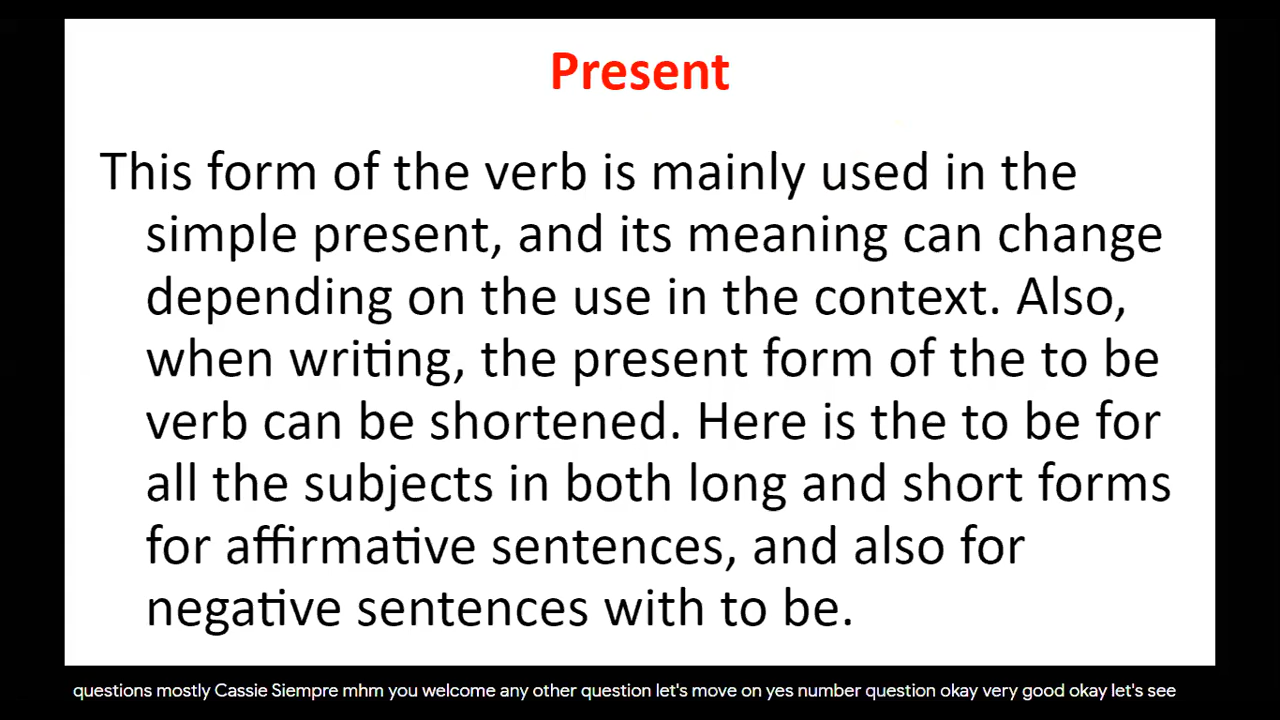 Present
This form of the verb is mainly used in the
simple present, and its meaning can change
depending on the use in the context. Also,
when writing, the present form of the to be
verb can be shortened. Here is the to be for
all the subjects in both long and short forms
for affirmative sentences, and also for
negative sentences with to be.
questions mostly Cassie Siempre mhm you welcome any other question let's move on yes number question okay very good okay let's see